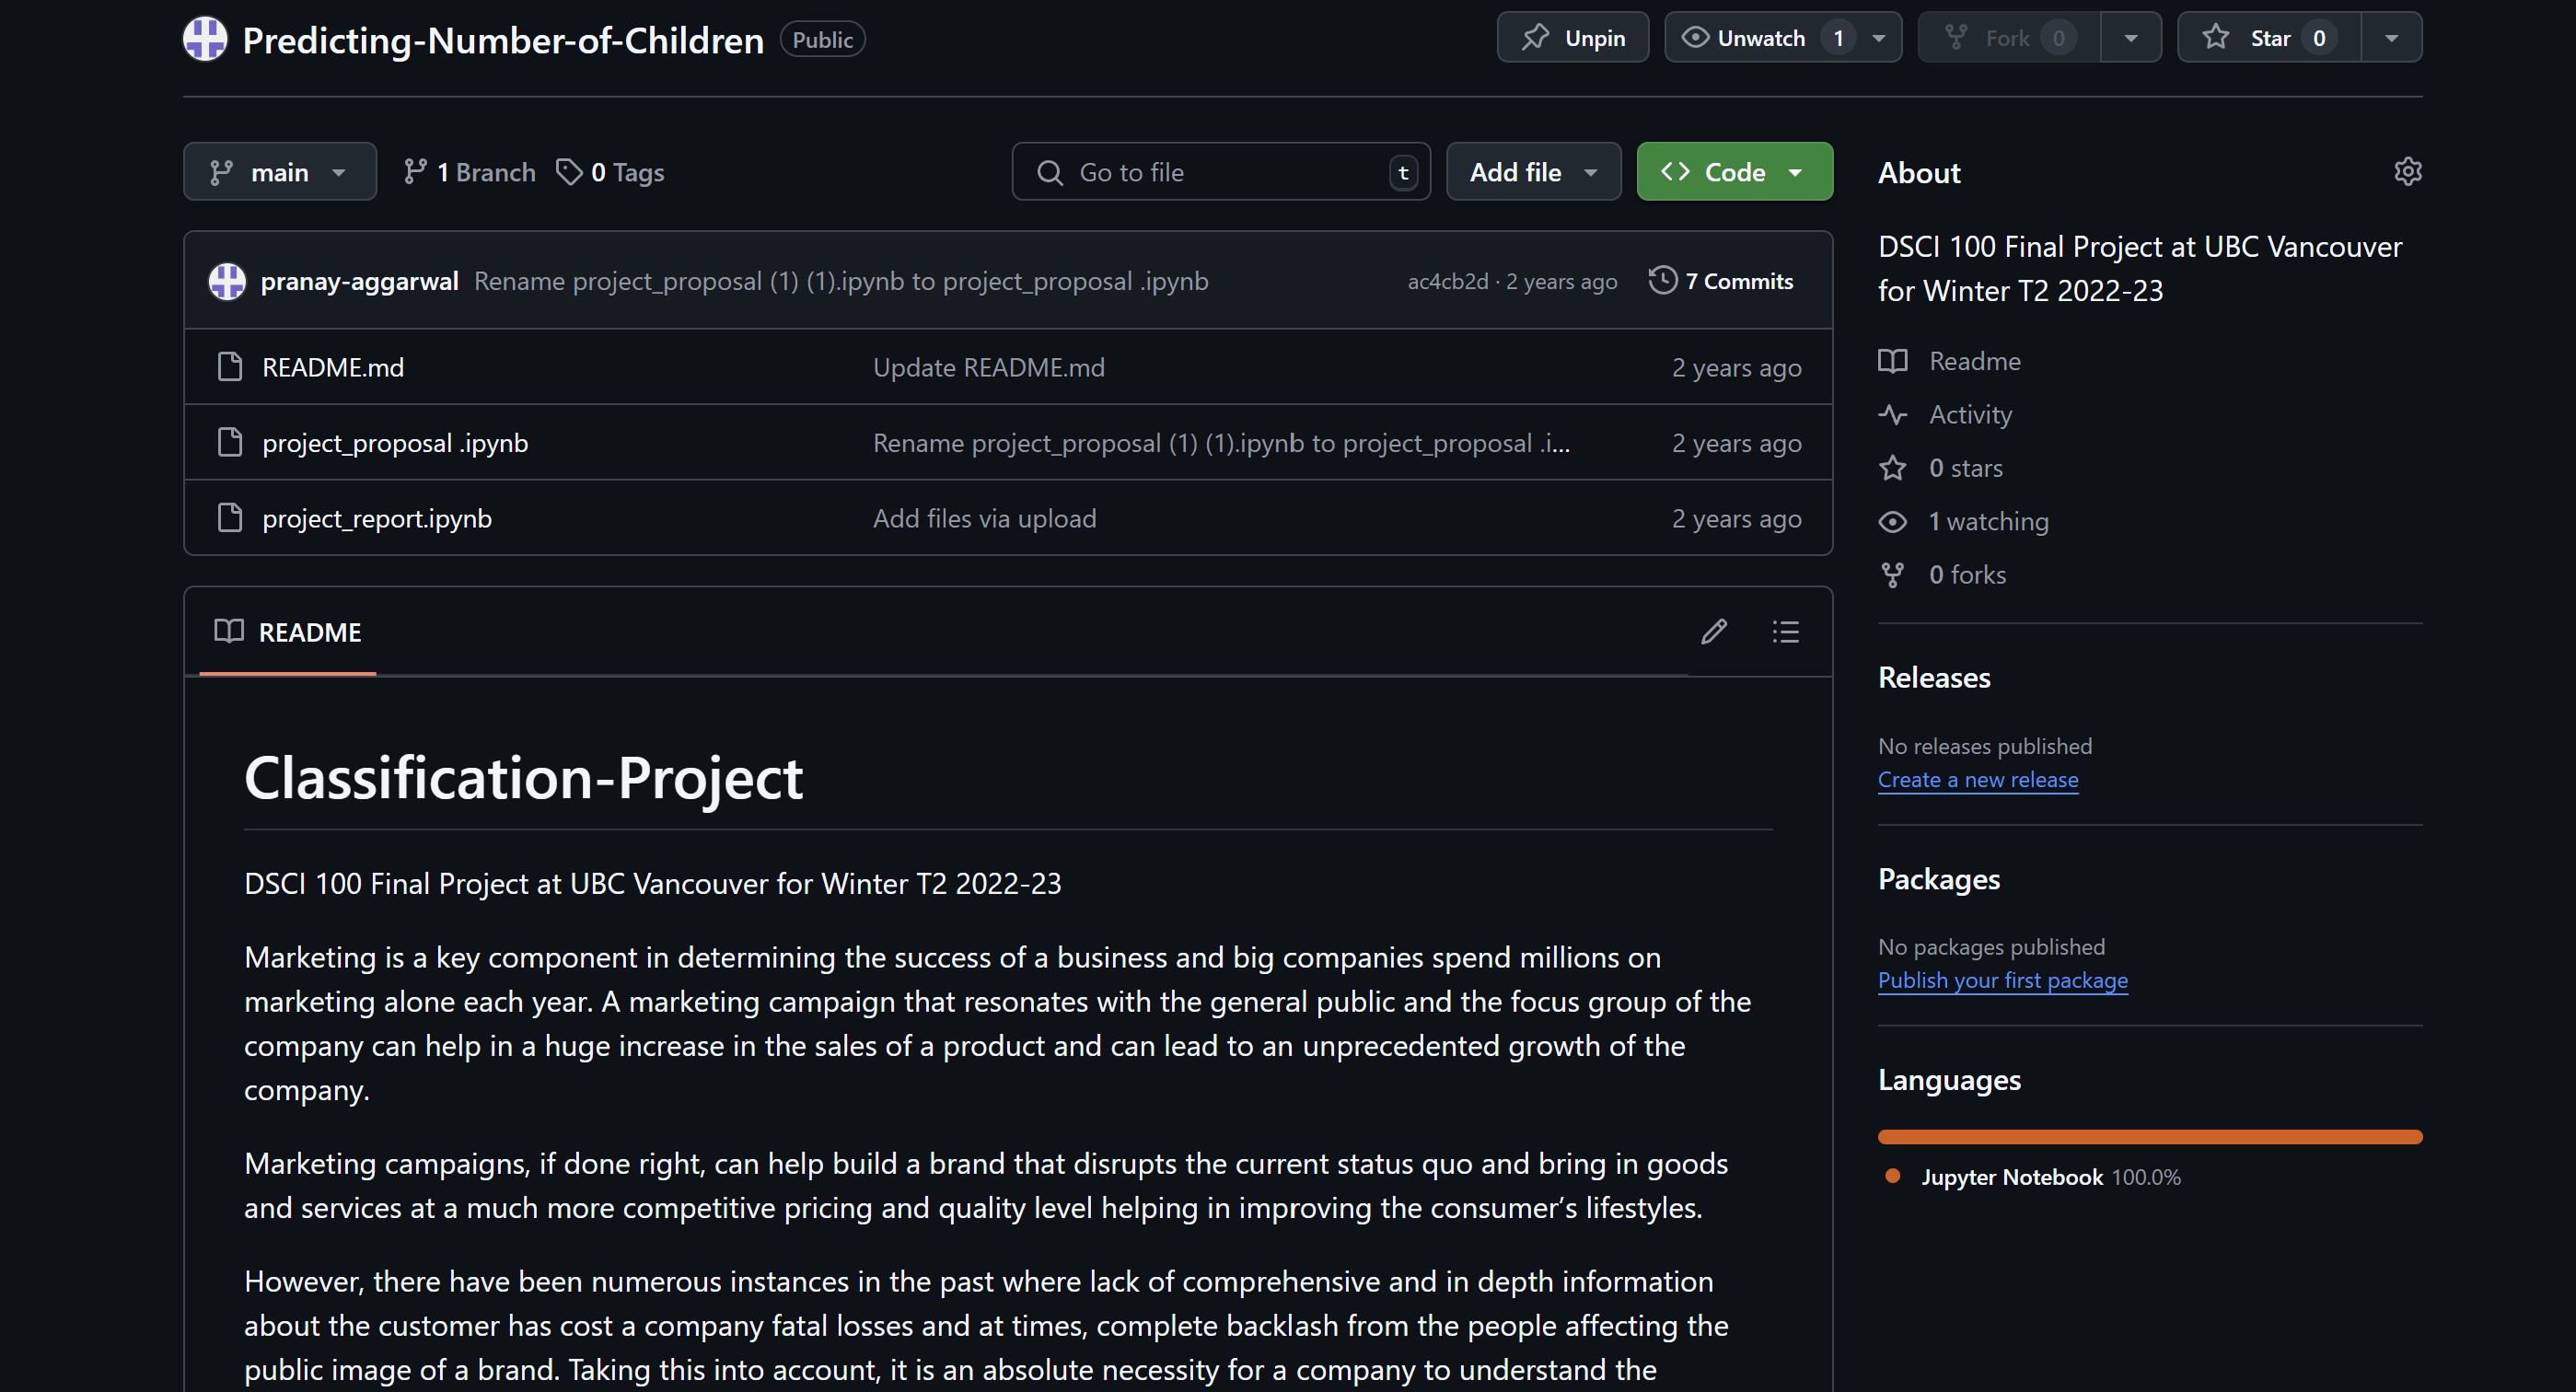 Predicting-Number-of-Children Public Unpin Unwatch 1 Fork 0 Star 0
main 1 Branch 0 Tags Go to file t Add file Code
pranay-aggarwal Rename project_proposal (1) (1).ipynb to project_proposal .ipynb ac4cb2d · 2 years ago 7 Commits
README.md Update README.md 2 years ago
project_proposal .ipynb Rename project_proposal (1) (1).ipynb to project_proposal .i... 2 years ago
project_report.ipynb Add files via upload 2 years ago
README
Classification-Project
DSCI 100 Final Project at UBC Vancouver for Winter T2 2022-23
Marketing is a key component in determining the success of a business and big companies spend millions on
marketing alone each year. A marketing campaign that resonates with the general public and the focus group of the
company can help in a huge increase in the sales of a product and can lead to an unprecedented growth of the
company.
Marketing campaigns, if done right, can help build a brand that disrupts the current status quo and bring in goods
and services at a much more competitive pricing and quality level helping in improving the consumer’s lifestyles.
However, there have been numerous instances in the past where lack of comprehensive and in depth information
about the customer has cost a company fatal losses and at times, complete backlash from the people affecting the
public image of a brand. Taking this into account, it is an absolute necessity for a company to understand the
About
DSCI 100 Final Project at UBC Vancouver
for Winter T2 2022-23
Readme
Activity
0 stars
1 watching
0 forks
Releases
No releases published
Create a new release
Packages
No packages published
Publish your first package
Languages
Jupyter Notebook 100.0%